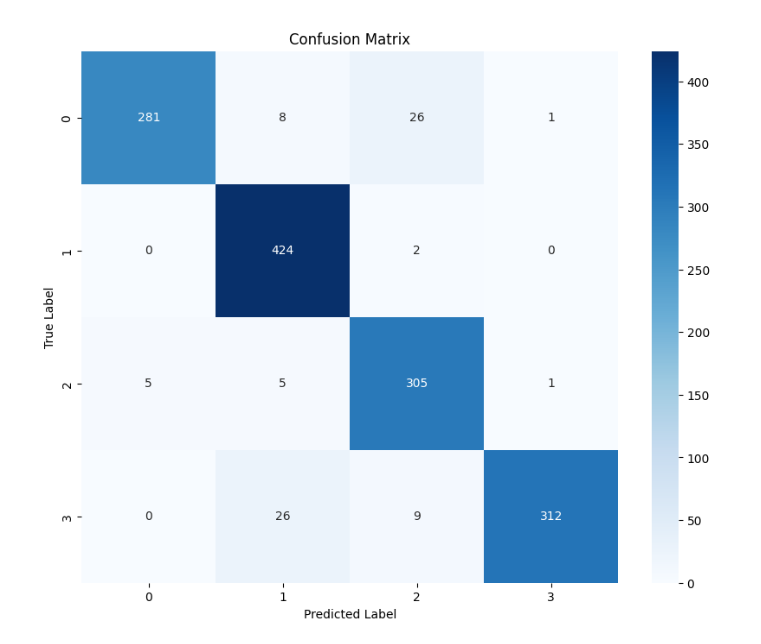 Confusion Matrix
0 281 8 26 1
1 0 424 2 0
2 5 5 305 1
3 0 26 9 312
0 1 2 3
Predicted Label
True Label
400
350
300
250
200
150
100
50
0